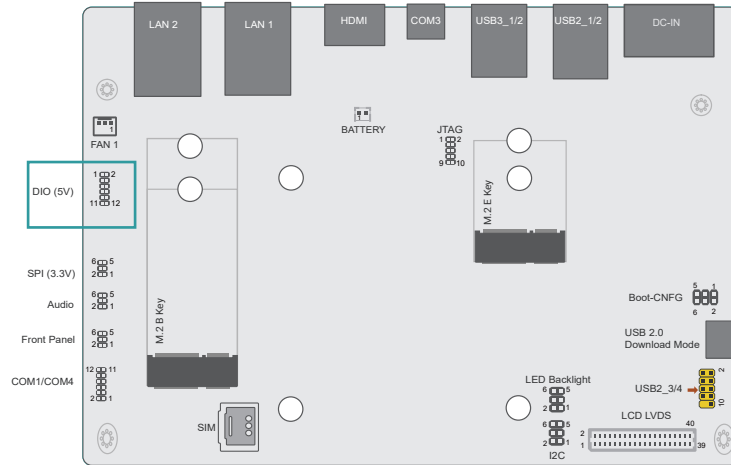 LAN 2
LAN 1
HDMI
COM3
USB3_1/2
USB2_1/2
DC-IN
1
FAN 1
1
BATTERY
JTAG
1 2
9 10
DIO (5V)
1 2
11 12
M.2 E Key
SPI (3.3V)
6 5
2 1
Audio
6 5
2 1
Front Panel
6 5
2 1
COM1/COM4
12 11
2 1
M.2 B Key
SIM
5 1
Boot-CNFG
6 2
USB 2.0
Download Mode
LED Backlight
6 5
2 1
6 5
2 1
I2C
USB2_3/4
2
10
LCD LVDS
40
2
1
39